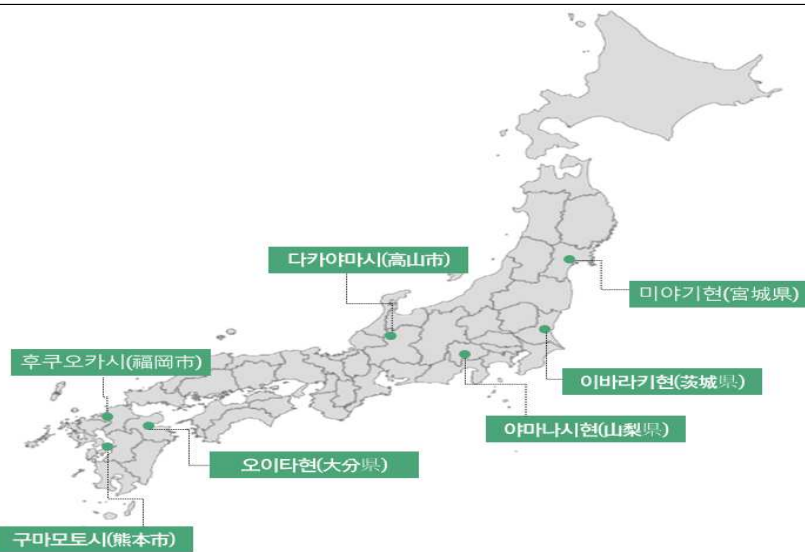 다카야마시(高山市)
미야기현(宮城県)
후쿠오카시(福岡市)
이바라키현(茨城県)
야마나시현(山梨県)
오이타현(大分県)
구마모토시(熊本市)